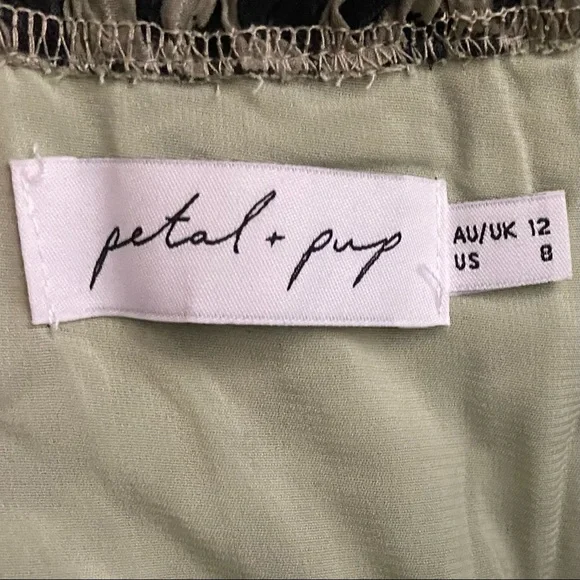 petal + pup
AU/UK 12
US 8